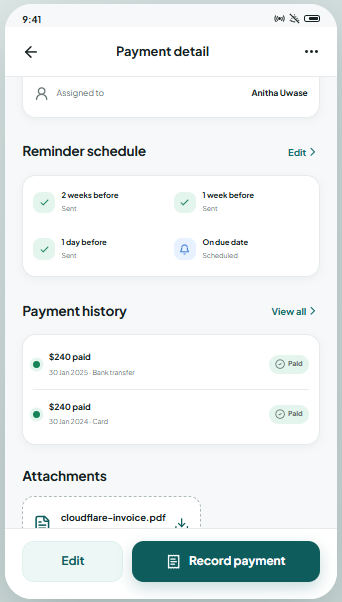 9:41
Payment detail
Assigned to Anitha Uwase
Reminder schedule Edit
2 weeks before 1 week before
Sent Sent
1 day before On due date
Sent Scheduled
Payment history View all
$240 paid
30 Jan 2025 · Bank transfer Paid
$240 paid
30 Jan 2024 · Card Paid
Attachments
cloudflare-invoice.pdf
Edit Record payment